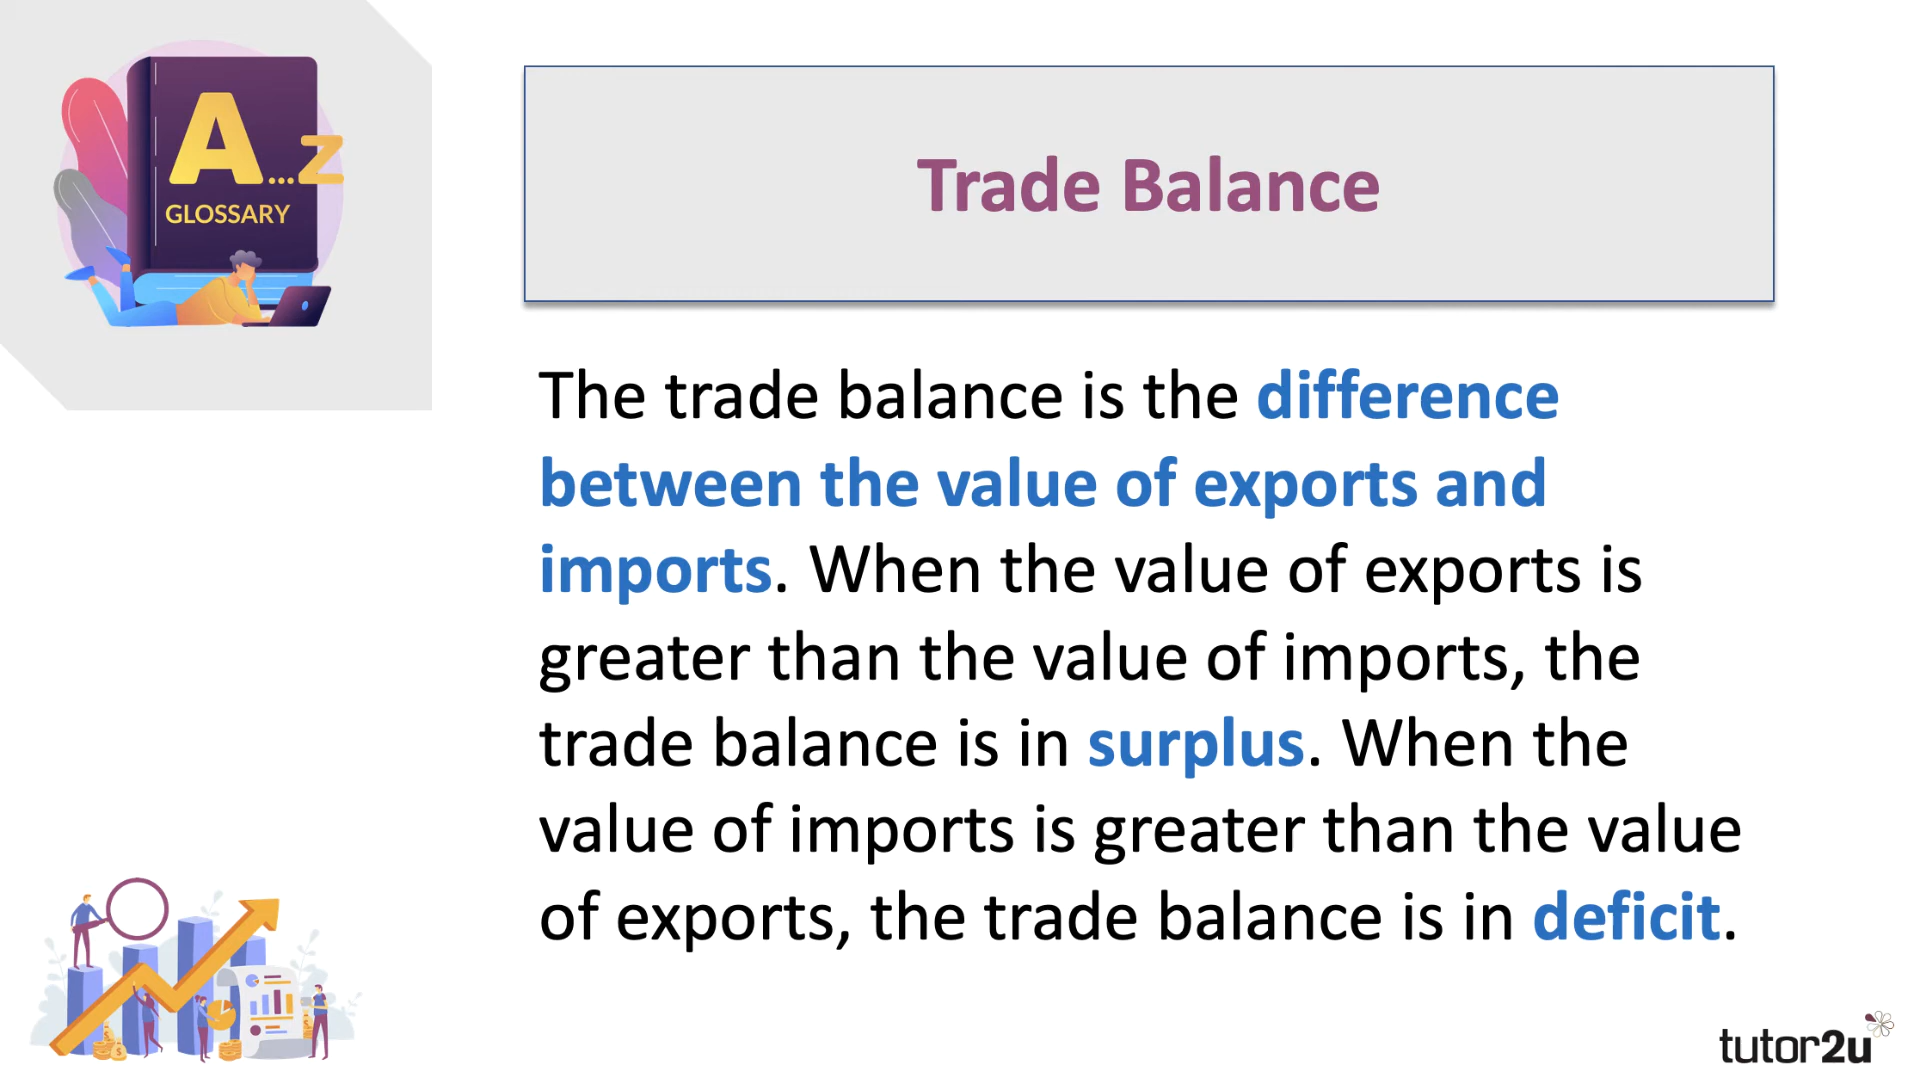 A...Z
GLOSSARY
Trade Balance
The trade balance is the difference
between the value of exports and
imports. When the value of exports is
greater than the value of imports, the
trade balance is in surplus. When the
value of imports is greater than the value
of exports, the trade balance is in deficit.
tutor2u